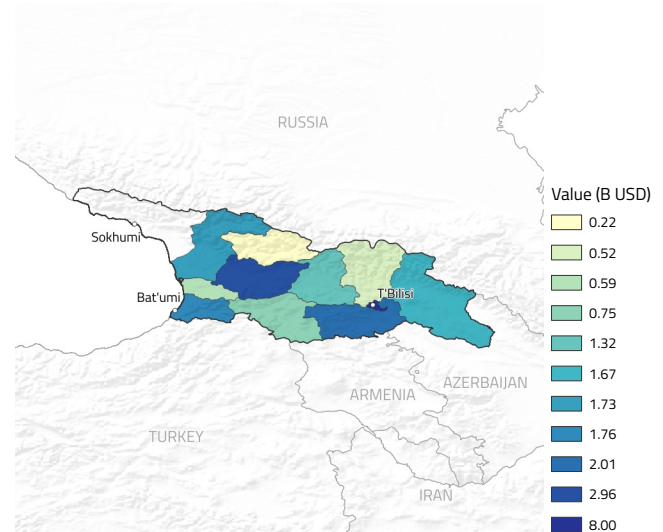 RUSSIA
Sokhumi
Bat'umi
T'Bilisi
ARMENIA
AZERBAIJAN
TURKEY
IRAN
Value (B USD)
0.22
0.52
0.59
0.75
1.32
1.67
1.73
1.76
2.01
2.96
8.00